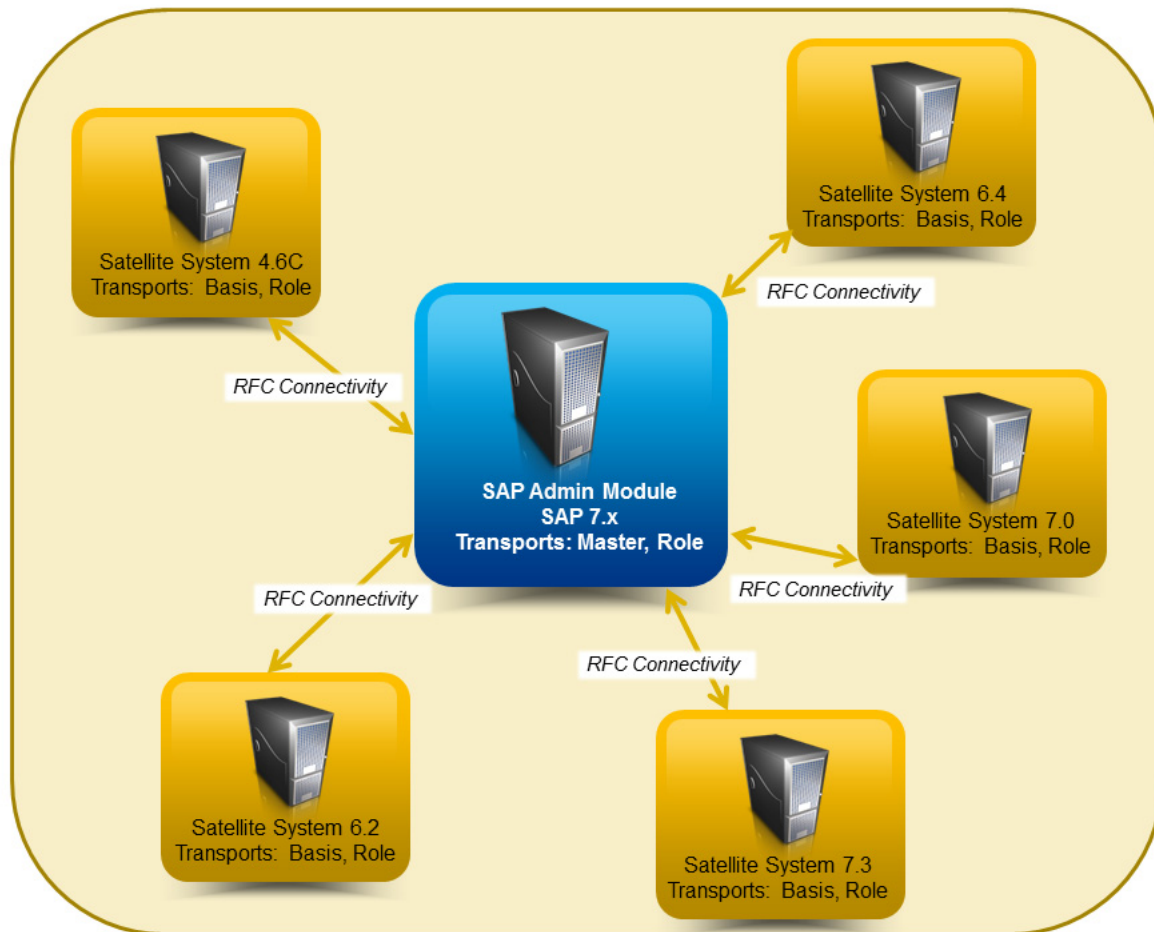 Satellite System 6.4
Transports: Basis, Role
Satellite System 4.6C
Transports: Basis, Role
RFC Connectivity
RFC Connectivity
SAP Admin Module
SAP 7.x
Transports: Master, Role
Satellite System 7.0
Transports: Basis, Role
RFC Connectivity
RFC Connectivity
RFC Connectivity
Satellite System 6.2
Transports: Basis, Role
Satellite System 7.3
Transports: Basis, Role